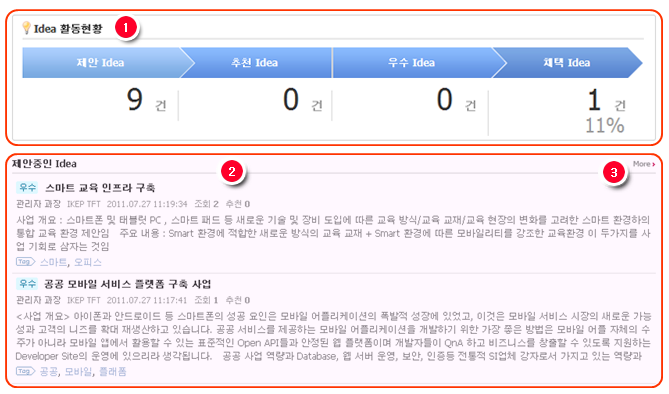 Idea 활동현황 1
제안 Idea 추천 Idea 우수 Idea 채택 Idea
9 건 0 건 0 건 1 건
11%
제안중인 Idea 2 3 More
우수 스마트 교육 인프라 구축
관리자 과장 IKEP TFT 2011.07.27 11:19:34 조회 2 추천 0
사업 개요 : 스마트폰 및 태블릿 PC , 스마트 패드 등 새로운 기술 및 장비 도입에 따른 교육 방식/교육 교재/교육 현장의 변화를 고려한 스마트 환경하의
통합 교육 환경 제안임 주요 내용 : Smart 환경에 적합한 새로운 방식의 교육 교재 + Smart 환경에 따른 모빌리티를 강조한 교육환경 이 두가지를 사
업 기회로 삼자는 것임
Tag 스마트, 오피스
우수 공공 모바일 서비스 플랫폼 구축 사업
관리자 과장 IKEP TFT 2011.07.27 11:17:41 조회 1 추천 0
<사업 개요> 아이폰과 안드로이드 등 스마트폰의 성공 요인은 모바일 어플리케이션의 폭발적 성장에 있었고, 이것은 모바일 서비스 시장의 새로운 가능
성과 고객의 니즈를 확대 재생산하고 있습니다. 공공 서비스를 제공하는 모바일 어플리케이션을 개발하기 위한 가장 좋은 방법은 모바일 어플 자체의 수
주가 아니라 모바일 앱에서 활용할 수 있는 표준적인 Open API들과 안정된 웹 플랫폼이며 개발자들이 QnA 하고 비즈니스를 창출할 수 있도록 지원하는
Developer Site의 운영에 있으리라 생각됩니다. 공공 사업 역량과 Database, 웹 서버 운영, 보안, 인증등 전통적 SI업체 강자로서 가지고 있는 역량과
Tag 공공, 모바일, 플래폼